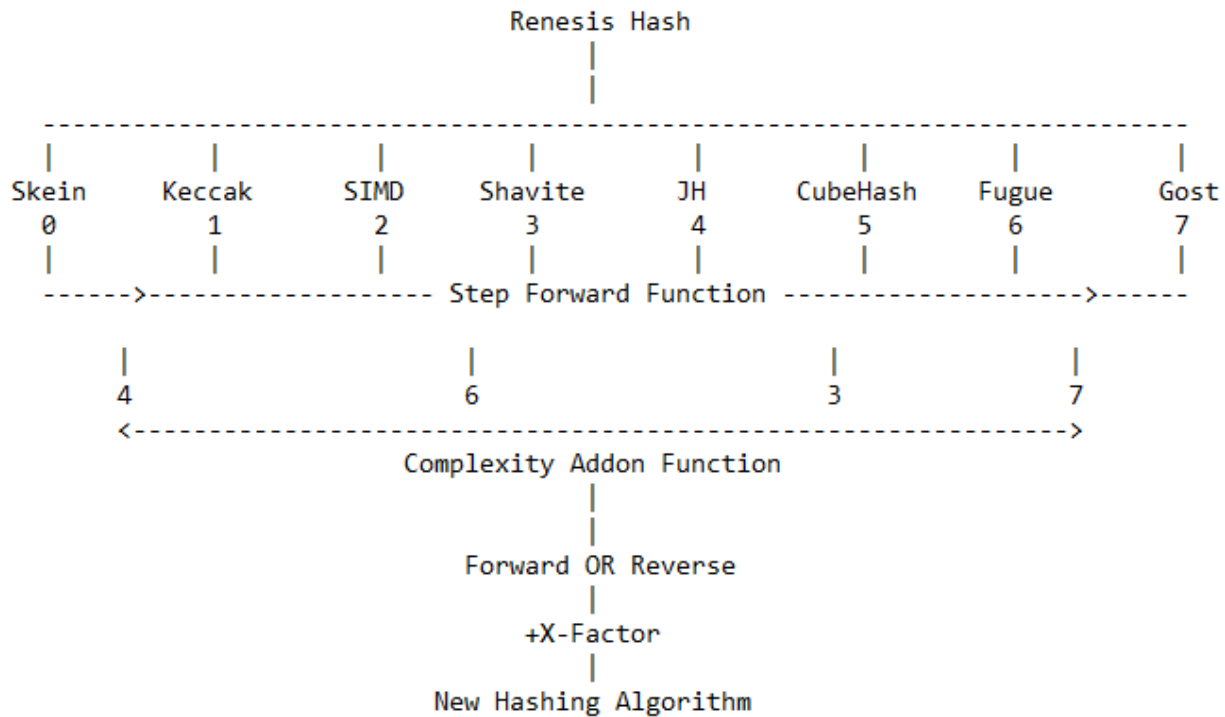 Renesis Hash
|
|
----------------------------------------------------------------------------
| | | | | | | |
Skein Keccak SIMD Shavite JH CubeHash Fugue Gost
0 1 2 3 4 5 6 7
| | | | | | | |
------>------------------- Step Forward Function -------------------->------
| | | |
4 6 3 7
<-------------------------------------------------------------->
Complexity Addon Function
|
|
Forward OR Reverse
|
+X-Factor
|
New Hashing Algorithm